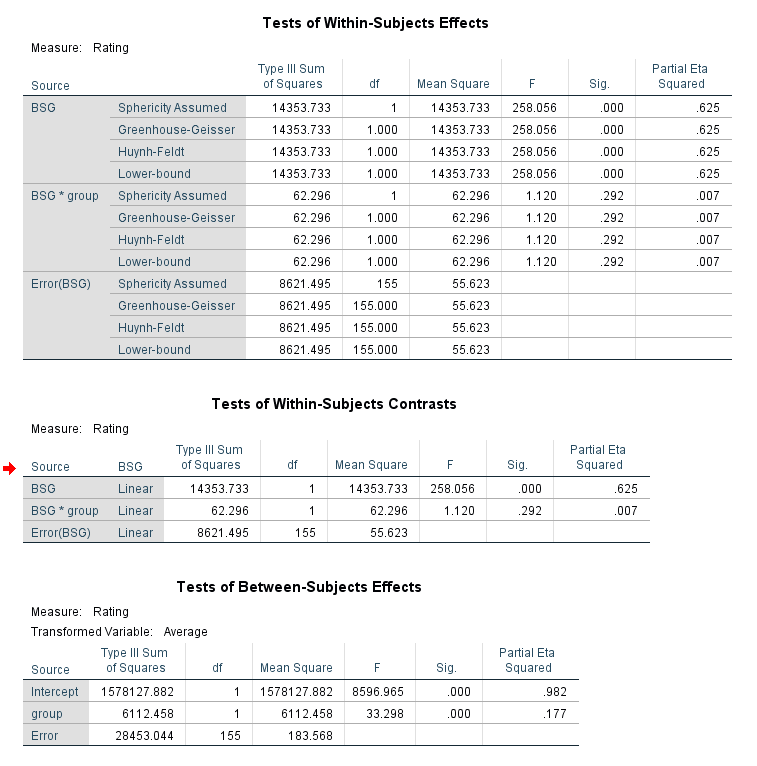 Tests of Within-Subjects Effects
Measure: Rating
Source Type III Sum of Squares df Mean Square F Sig. Partial Eta Squared
BSG Sphericity Assumed 14353.733 1 14353.733 258.056 .000 .625
Greenhouse-Geisser 14353.733 1.000 14353.733 258.056 .000 .625
Huynh-Feldt 14353.733 1.000 14353.733 258.056 .000 .625
Lower-bound 14353.733 1.000 14353.733 258.056 .000 .625
BSG * group Sphericity Assumed 62.296 1 62.296 1.120 .292 .007
Greenhouse-Geisser 62.296 1.000 62.296 1.120 .292 .007
Huynh-Feldt 62.296 1.000 62.296 1.120 .292 .007
Lower-bound 62.296 1.000 62.296 1.120 .292 .007
Error(BSG) Sphericity Assumed 8621.495 155 55.623
Greenhouse-Geisser 8621.495 155.000 55.623
Huynh-Feldt 8621.495 155.000 55.623
Lower-bound 8621.495 155.000 55.623
Tests of Within-Subjects Contrasts
Measure: Rating
Source BSG Type III Sum of Squares df Mean Square F Sig. Partial Eta Squared
BSG Linear 14353.733 1 14353.733 258.056 .000 .625
BSG * group Linear 62.296 1 62.296 1.120 .292 .007
Error(BSG) Linear 8621.495 155 55.623
Tests of Between-Subjects Effects
Measure: Rating
Transformed Variable: Average
Source Type III Sum of Squares df Mean Square F Sig. Partial Eta Squared
Intercept 1578127.882 1 1578127.882 8596.965 .000 .982
group 6112.458 1 6112.458 33.298 .000 .177
Error 28453.044 155 183.568